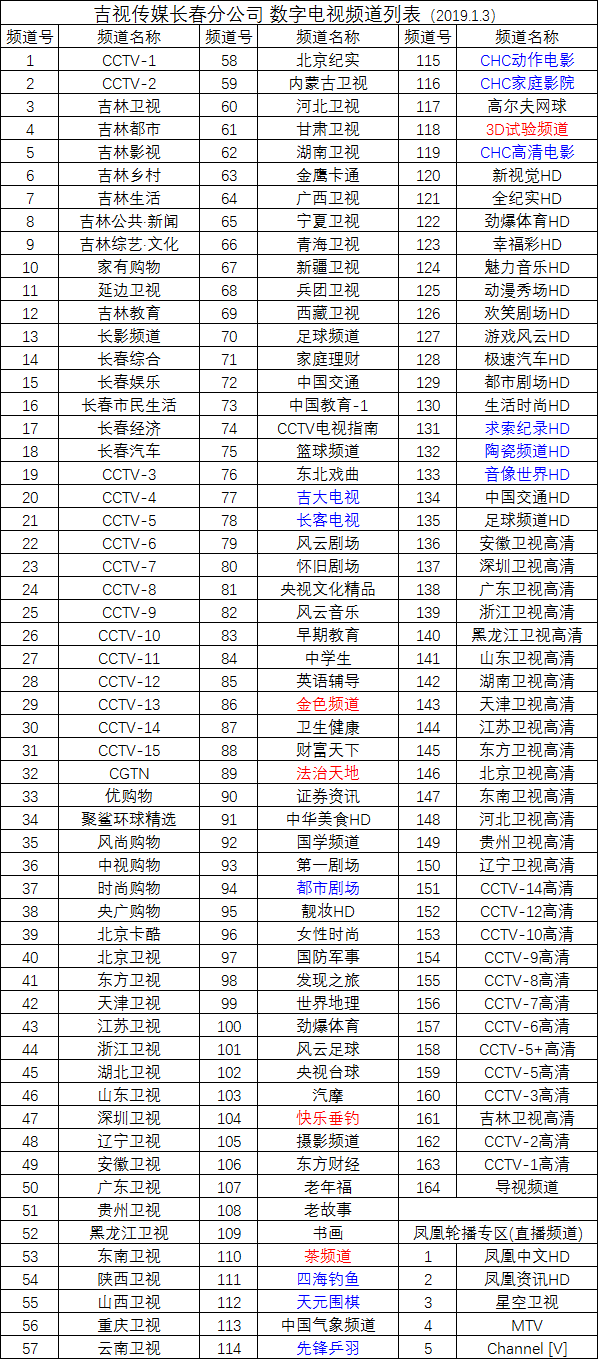 吉视传媒长春分公司 数字电视频道列表（2019.1.3）
频道号 频道名称 频道号 频道名称 频道号 频道名称
1 CCTV-1 58 北京纪实 115 CHC动作电影
2 CCTV-2 59 内蒙古卫视 116 CHC家庭影院
3 吉林卫视 60 河北卫视 117 高尔夫网球
4 吉林都市 61 甘肃卫视 118 3D试验频道
5 吉林影视 62 湖南卫视 119 CHC高清电影
6 吉林乡村 63 金鹰卡通 120 新视觉HD
7 吉林生活 64 广西卫视 121 全纪实HD
8 吉林公共·新闻 65 宁夏卫视 122 劲爆体育HD
9 吉林综艺·文化 66 青海卫视 123 幸福彩HD
10 家有购物 67 新疆卫视 124 魅力音乐HD
11 延边卫视 68 兵团卫视 125 动漫秀场HD
12 吉林教育 69 西藏卫视 126 欢笑剧场HD
13 长影频道 70 足球频道 127 游戏风云HD
14 长春综合 71 家庭理财 128 极速汽车HD
15 长春娱乐 72 中国交通 129 都市剧场HD
16 长春市民生活 73 中国教育-1 130 生活时尚HD
17 长春经济 74 CCTV电视指南 131 求索纪录HD
18 长春汽车 75 篮球频道 132 陶瓷频道HD
19 CCTV-3 76 东北戏曲 133 音像世界HD
20 CCTV-4 77 吉大电视 134 中国交通HD
21 CCTV-5 78 长客电视 135 足球频道HD
22 CCTV-6 79 风云剧场 136 安徽卫视高清
23 CCTV-7 80 怀旧剧场 137 深圳卫视高清
24 CCTV-8 81 央视文化精品 138 广东卫视高清
25 CCTV-9 82 风云音乐 139 浙江卫视高清
26 CCTV-10 83 早期教育 140 黑龙江卫视高清
27 CCTV-11 84 中学生 141 山东卫视高清
28 CCTV-12 85 英语辅导 142 湖南卫视高清
29 CCTV-13 86 金色频道 143 天津卫视高清
30 CCTV-14 87 卫生健康 144 江苏卫视高清
31 CCTV-15 88 财富天下 145 东方卫视高清
32 CGTN 89 法治天地 146 北京卫视高清
33 优购物 90 证券资讯 147 东南卫视高清
34 聚鲨环球精选 91 中华美食HD 148 河北卫视高清
35 风尚购物 92 国学频道 149 贵州卫视高清
36 中视购物 93 第一剧场 150 辽宁卫视高清
37 时尚购物 94 都市剧场 151 CCTV-14高清
38 央广购物 95 靓妆HD 152 CCTV-12高清
39 北京卡酷 96 女性时尚 153 CCTV-10高清
40 北京卫视 97 国防军事 154 CCTV-9高清
41 东方卫视 98 发现之旅 155 CCTV-8高清
42 天津卫视 99 世界地理 156 CCTV-7高清
43 江苏卫视 100 劲爆体育 157 CCTV-6高清
44 浙江卫视 101 风云足球 158 CCTV-5+高清
45 湖北卫视 102 央视台球 159 CCTV-5高清
46 山东卫视 103 汽摩 160 CCTV-3高清
47 深圳卫视 104 快乐垂钓 161 吉林卫视高清
48 辽宁卫视 105 摄影频道 162 CCTV-2高清
49 安徽卫视 106 东方财经 163 CCTV-1高清
50 广东卫视 107 老年福 164 导视频道
51 贵州卫视 108 老故事
52 黑龙江卫视 109 书画 凤凰轮播专区(直播频道)
53 东南卫视 110 茶频道 1 凤凰中文HD
54 陕西卫视 111 四海钓鱼 2 凤凰资讯HD
55 山西卫视 112 天元围棋 3 星空卫视
56 重庆卫视 113 中国气象频道 4 MTV
57 云南卫视 114 先锋乒羽 5 Channel [V]